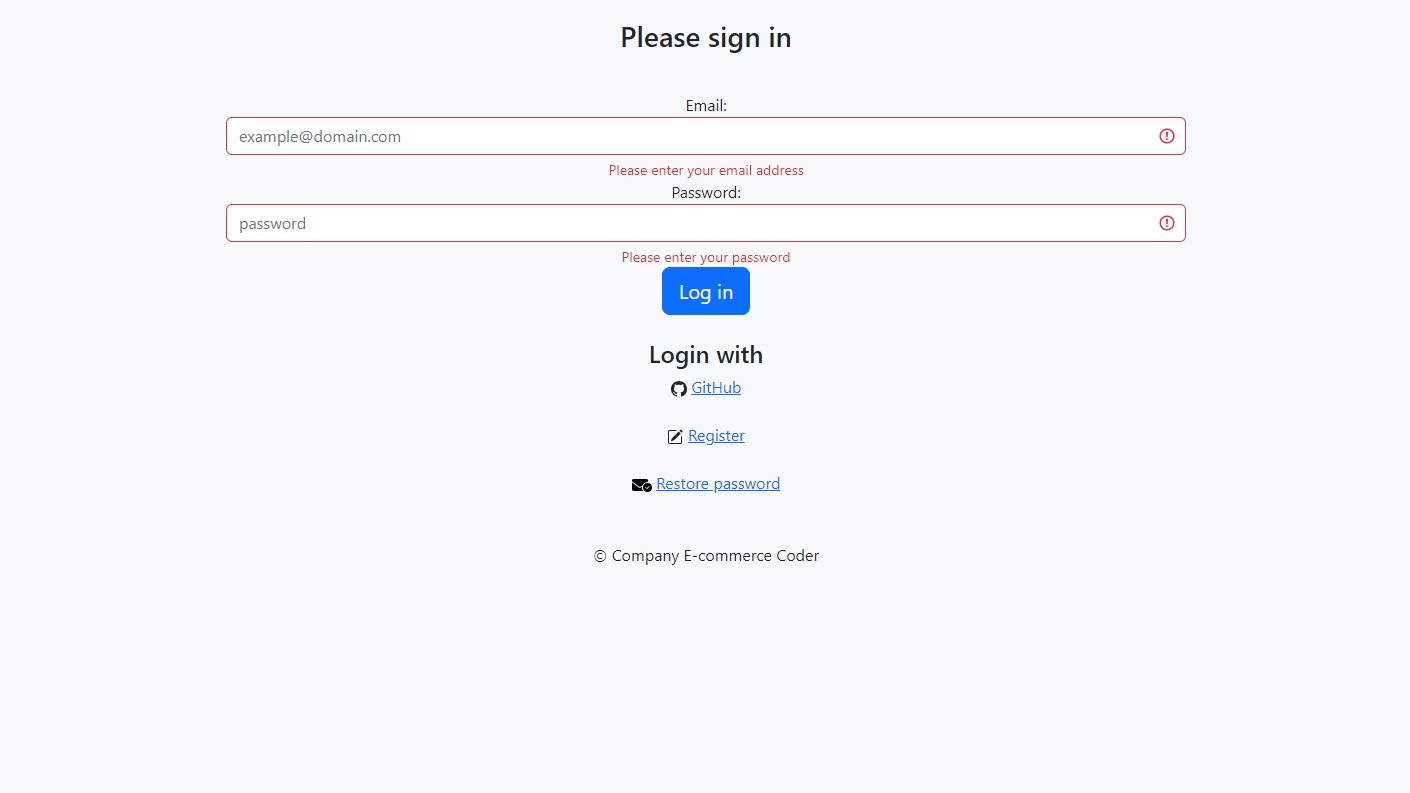 Please sign in
Email:
example@domain.com
Please enter your email address
Password:
password
Please enter your password
Log in
Login with
GitHub
Register
Restore password
© Company E-commerce Coder